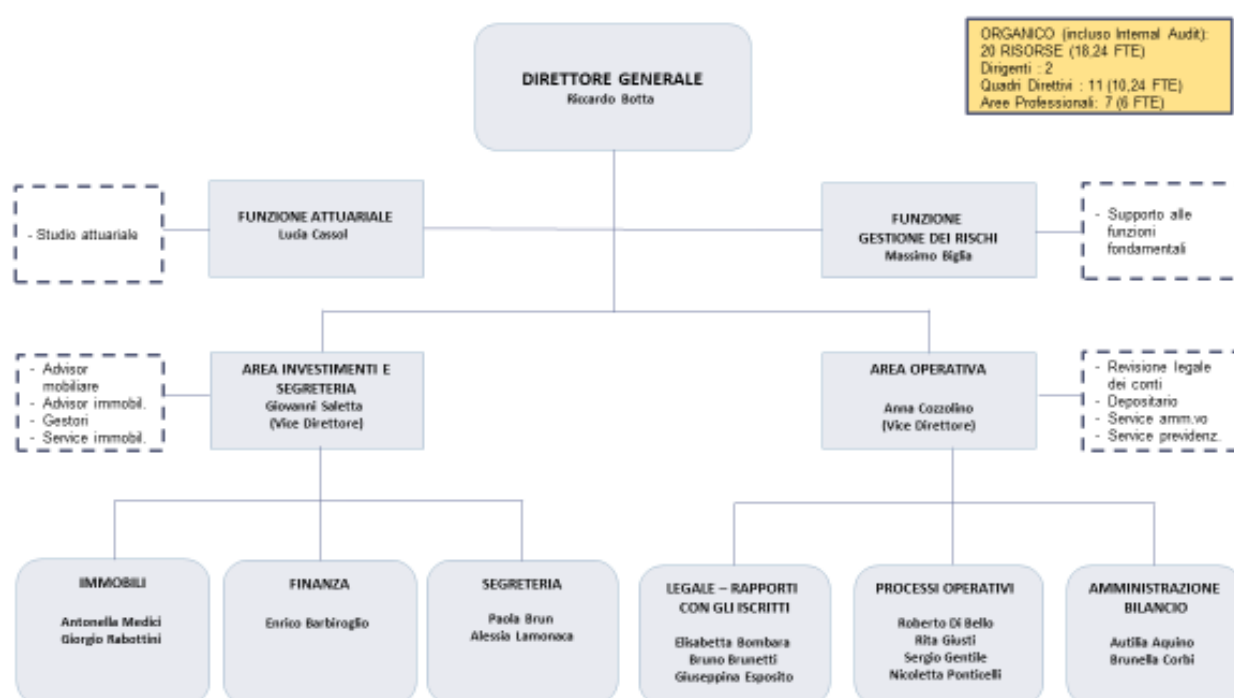 ORGANICO (incluso Internal Audit):
20 RISORSE (18,24 FTE)
Dirigenti : 2
Quadri Direttivi : 11 (10,24 FTE)
Aree Professionali: 7 (6 FTE)
DIRETTORE GENERALE
Riccardo Botta
- Studio attuariale
FUNZIONE ATTUARIALE
Lucia Cassol
FUNZIONE
GESTIONE DEI RISCHI
Massimo Biglia
- Supporto alle
funzioni
fondamentali
- Advisor
mobiliare
- Advisor immobil.
- Gestori
- Service immobil.
AREA INVESTIMENTI E
SEGRETERIA
Giovanni Saletta
(Vice Direttore)
AREA OPERATIVA
Anna Cozzolino
(Vice Direttore)
- Revisione legale
dei conti
- Depositario
- Service amm.vo
- Service previdenz.
IMMOBILI
Antonella Medici
Giorgio Rabottini
FINANZA
Enrico Barbiroglio
SEGRETERIA
Paola Brun
Alessia Lamonaca
LEGALE – RAPPORTI
CON GLI ISCRITTI
Elisabetta Bombara
Bruno Brunetti
Giuseppina Esposito
PROCESSI OPERATIVI
Roberto Di Bello
Rita Giusti
Sergio Gentile
Nicoletta Ponticelli
AMMINISTRAZIONE
BILANCIO
Autilia Aquino
Brunella Corbi